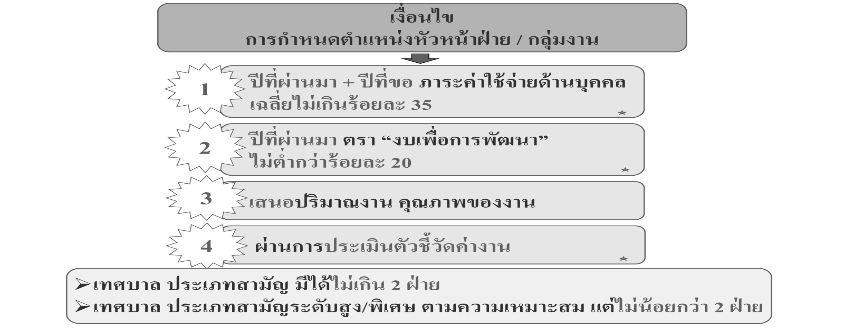 เงื่อนไข
การกำหนดตำแหน่งหัวหน้าฝ่าย / กลุ่มงาน
1
ปีที่ผ่านมา + ปีที่ขอ ภาระค่าใช้จ่ายด้านบุคคล
เฉลี่ยไม่เกินร้อยละ 35
*
2
ปีที่ผ่านมา ตรา “งบเพื่อการพัฒนา”
ไม่ต่ำกว่าร้อยละ 20
*
3
เสนอปริมาณงาน คุณภาพของงาน
4
ผ่านการประเมินตัวชี้วัดค่างาน
*
➢เทศบาล ประเภทสามัญ มีได้ไม่เกิน 2 ฝ่าย
➢เทศบาล ประเภทสามัญระดับสูง/พิเศษ ตามความเหมาะสม แต่ไม่น้อยกว่า 2 ฝ่าย